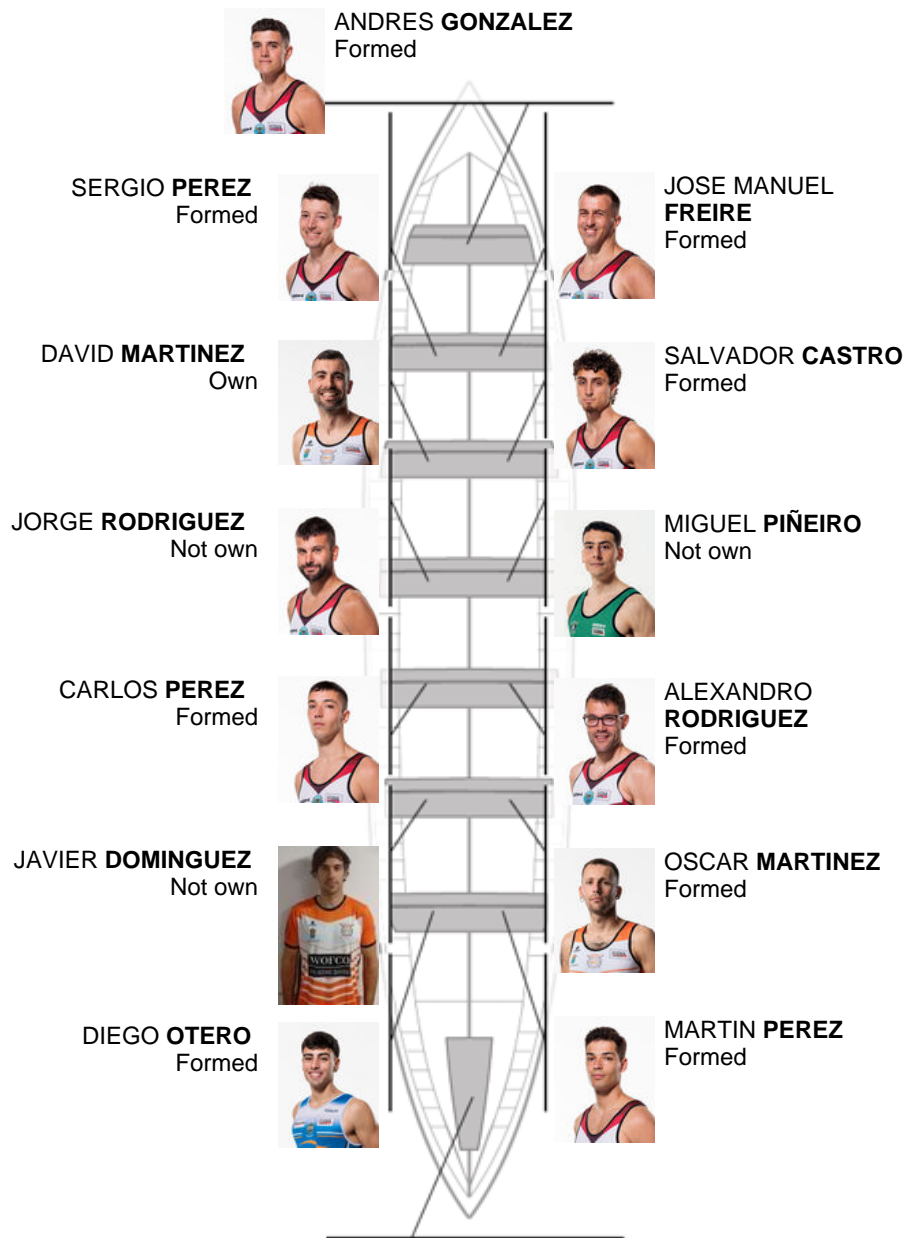 ANDRES GONZALEZ
Formed
SERGIO PEREZ
Formed
JOSE MANUEL
FREIRE
Formed
DAVID MARTINEZ
Own
SALVADOR CASTRO
Formed
JORGE RODRIGUEZ
Not own
MIGUEL PIÑEIRO
Not own
CARLOS PEREZ
Formed
ALEXANDRO
RODRIGUEZ
Formed
JAVIER DOMINGUEZ
Not own
WOFCO
OSCAR MARTINEZ
Formed
DIEGO OTERO
Formed
MARTIN PEREZ
Formed